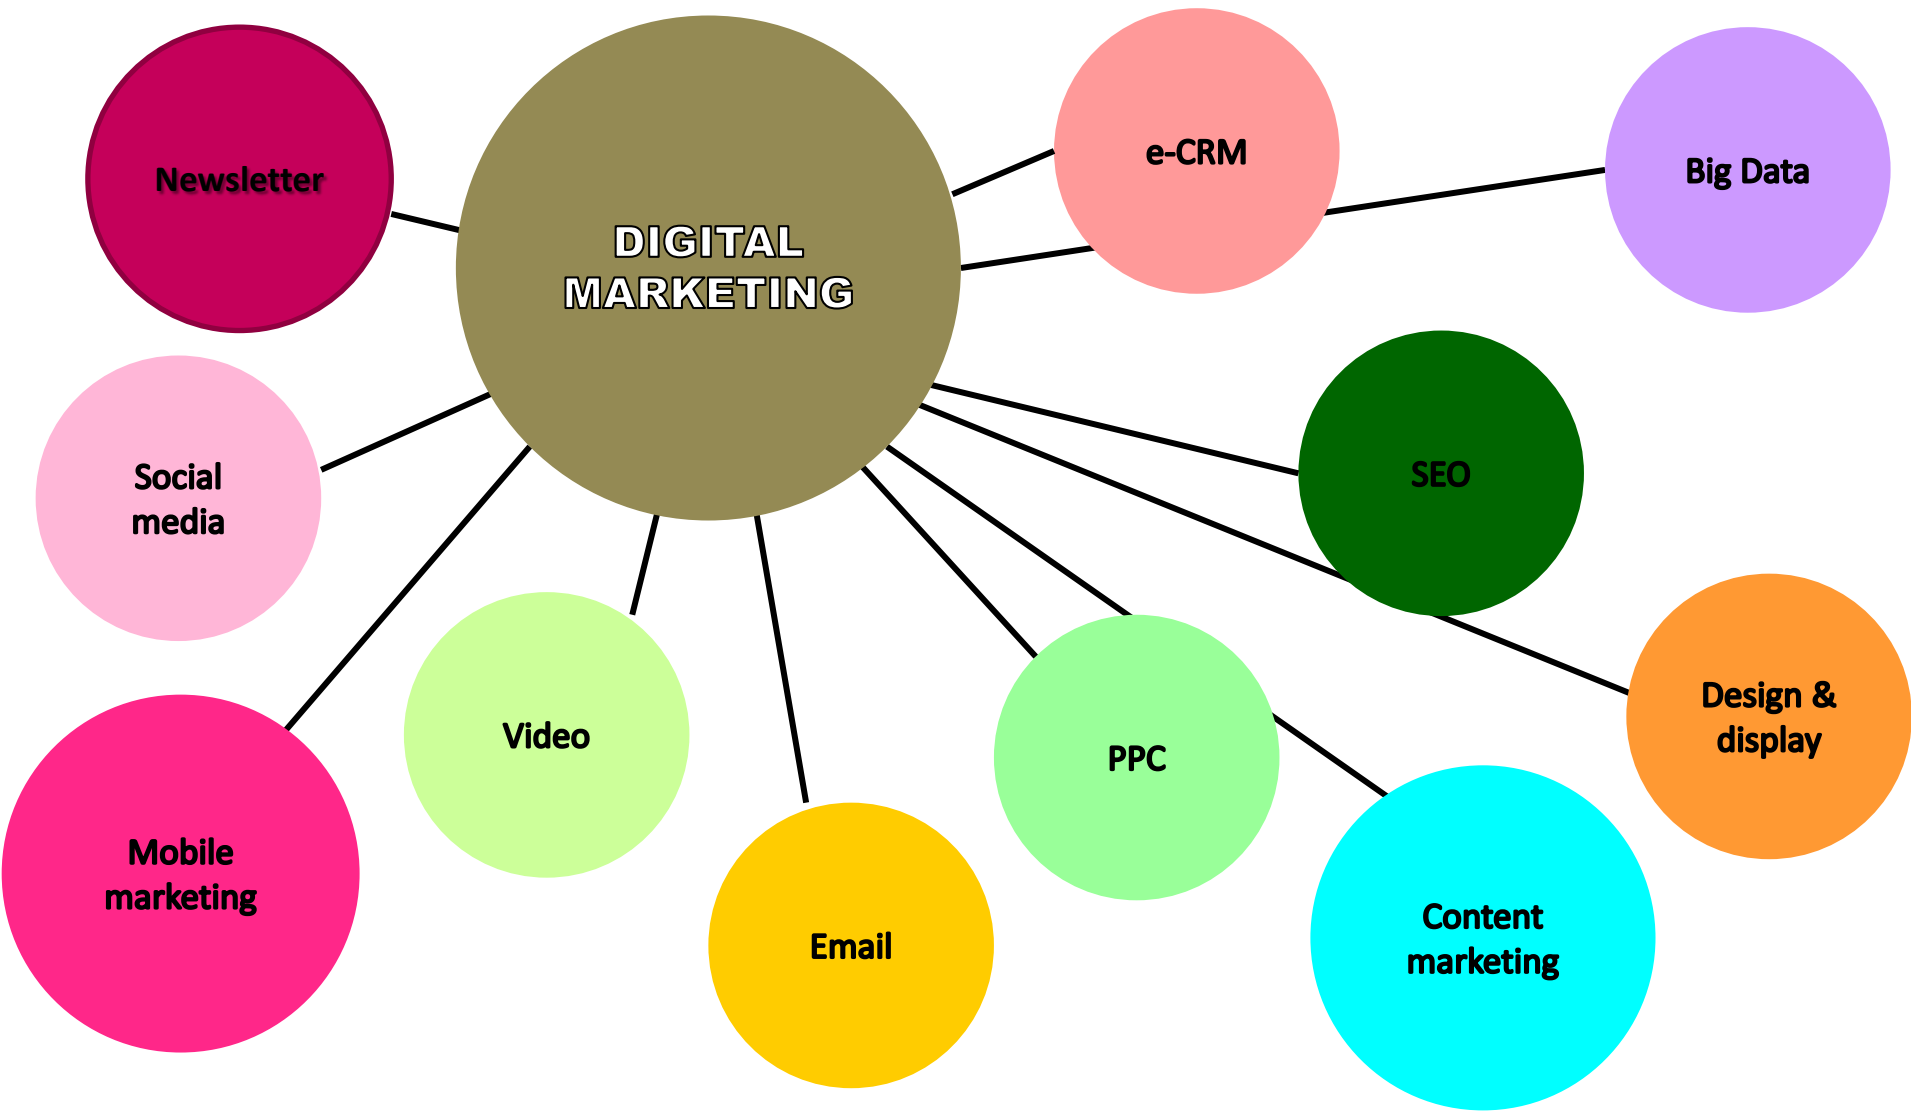 Newsletter
DIGITAL
MARKETING
e-CRM
Big Data
Social
media
SEO
Video
PPC
Design &
display
Mobile
marketing
Email
Content
marketing